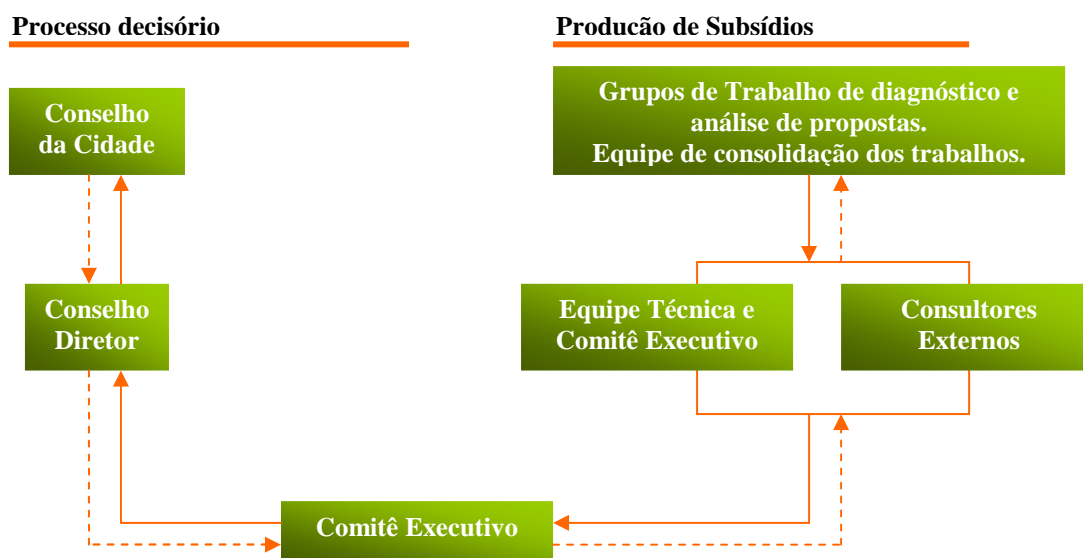 Processo decisório
Producão de Subsídios
Conselho
da Cidade
Grupos de Trabalho de diagnóstico e
análise de propostas.
Equipe de consolidação dos trabalhos.
Conselho
Diretor
Equipe Técnica e
Comitê Executivo
Consultores
Externos
Comitê Executivo